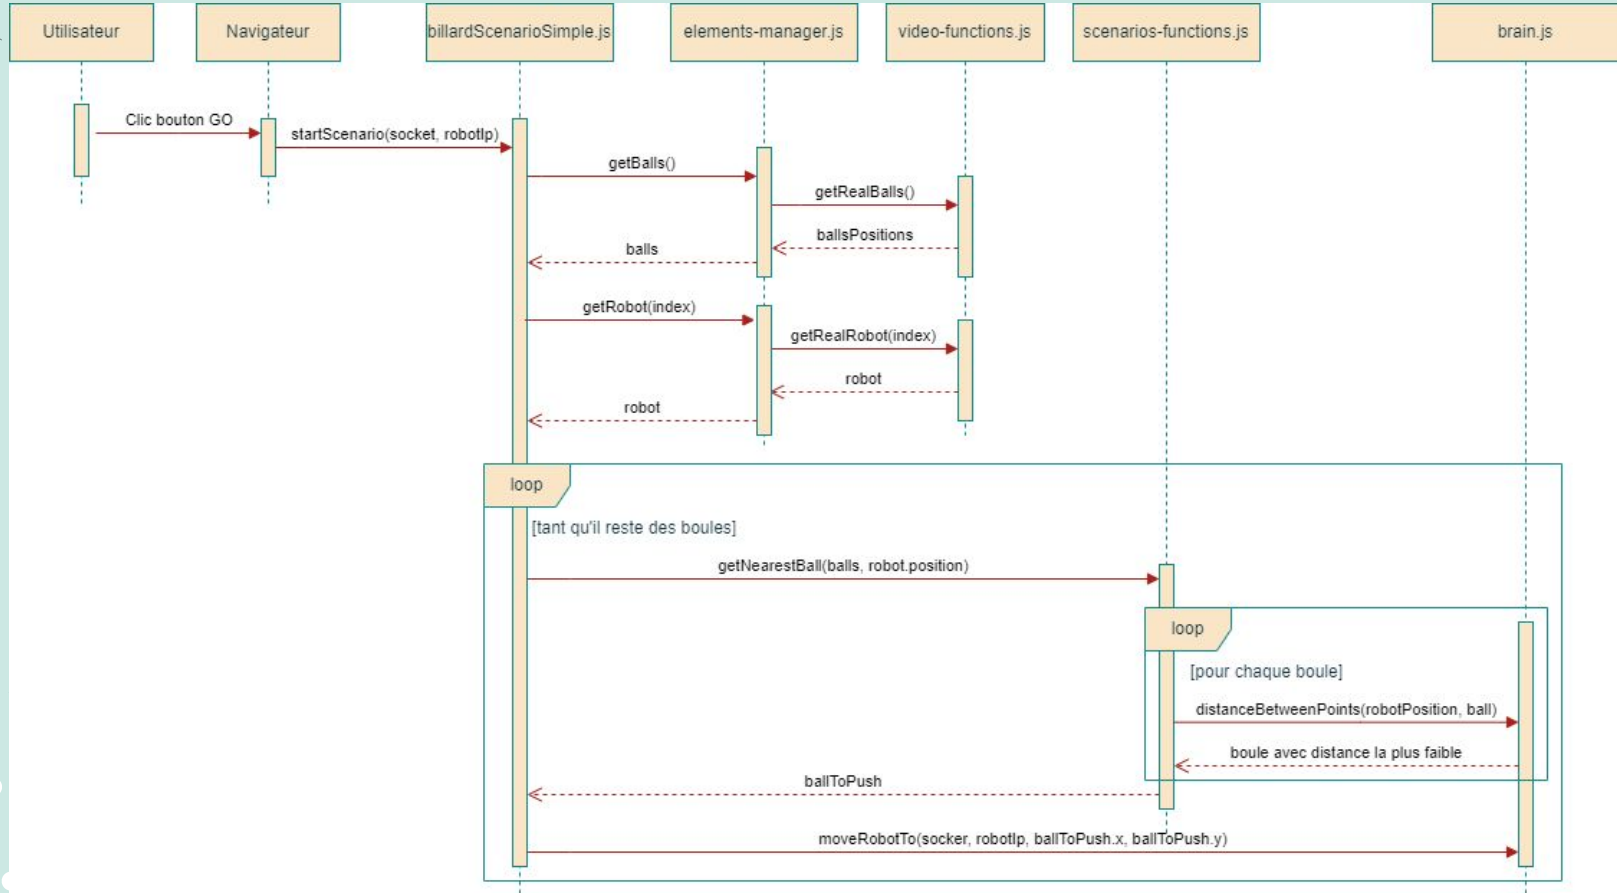 Utilisateur
Navigateur
billardScenarioSimple.js
elements-manager.js
video-functions.js
scenarios-functions.js
brain.js
Clic bouton GO
startScenario(socket, robotIp)
getBalls()
getRealBalls()
ballsPositions
balls
getRobot(index)
getRealRobot(index)
robot
robot
loop
[tant qu'il reste des boules]
getNearestBall(balls, robot.position)
loop
[pour chaque boule]
distanceBetweenPoints(robotPosition, ball)
boule avec distance la plus faible
ballToPush
moveRobotTo(socker, robotIp, ballToPush.x, ballToPush.y)